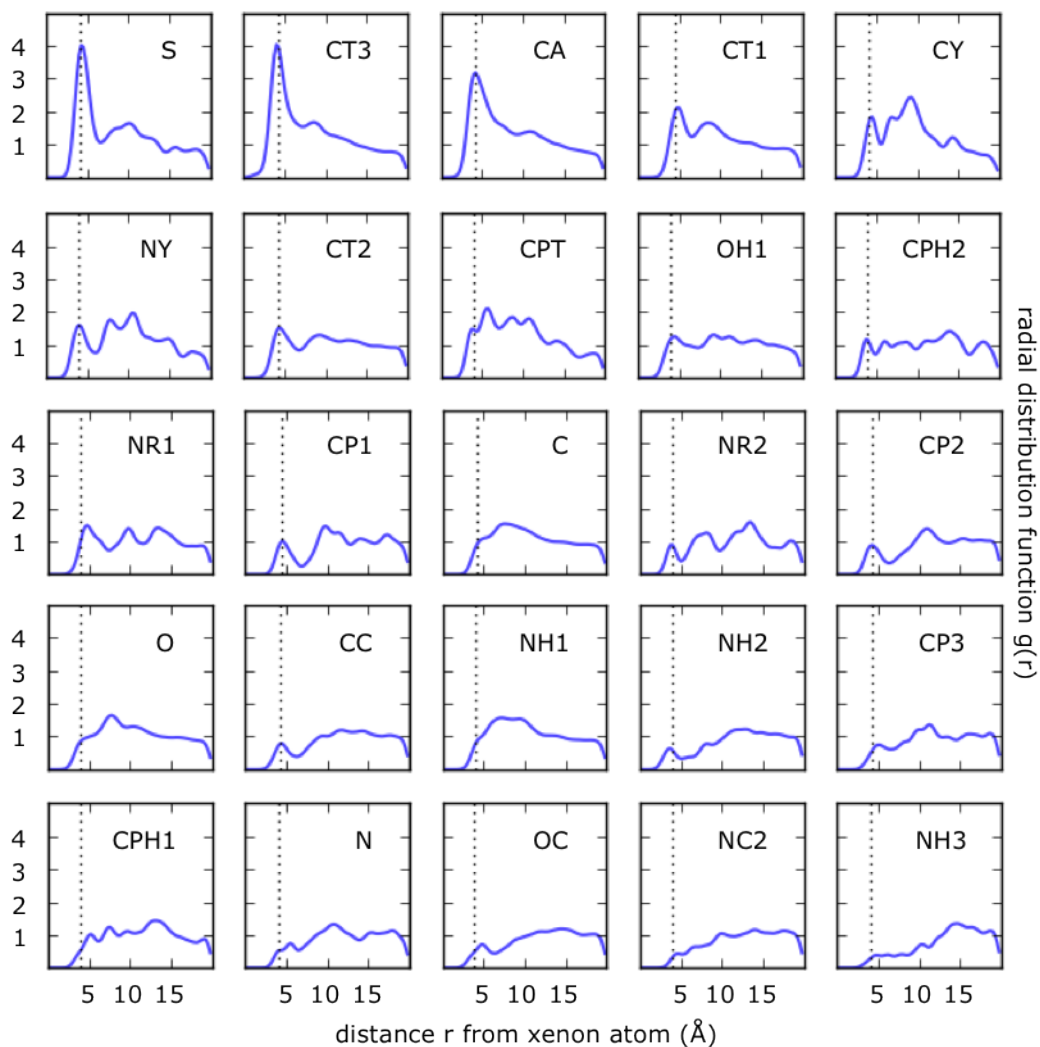 S CT3 CA CT1 CY
4
3
2
1
NY CT2 CPT OH1 CPH2
4
3
2
1
NR1 CP1 C NR2 CP2
4
3
2
1
O CC NH1 NH2 CP3
4
3
2
1
CPH1 N OC NC2 NH3
4
3
2
1
5 10 15 5 10 15 5 10 15 5 10 15 5 10 15
distance r from xenon atom (Å)
radial distribution function g(r)